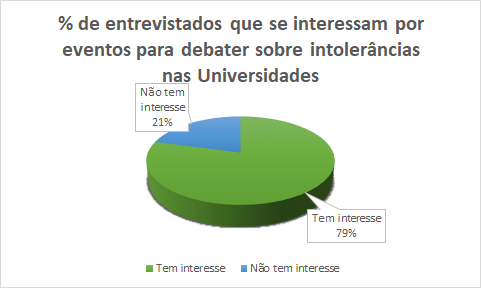 % de entrevistados que se interessam por
eventos para debater sobre intolerâncias
nas Universidades
Não tem
interesse
21%
Tem interesse
79%
Tem interesse
Não tem interesse